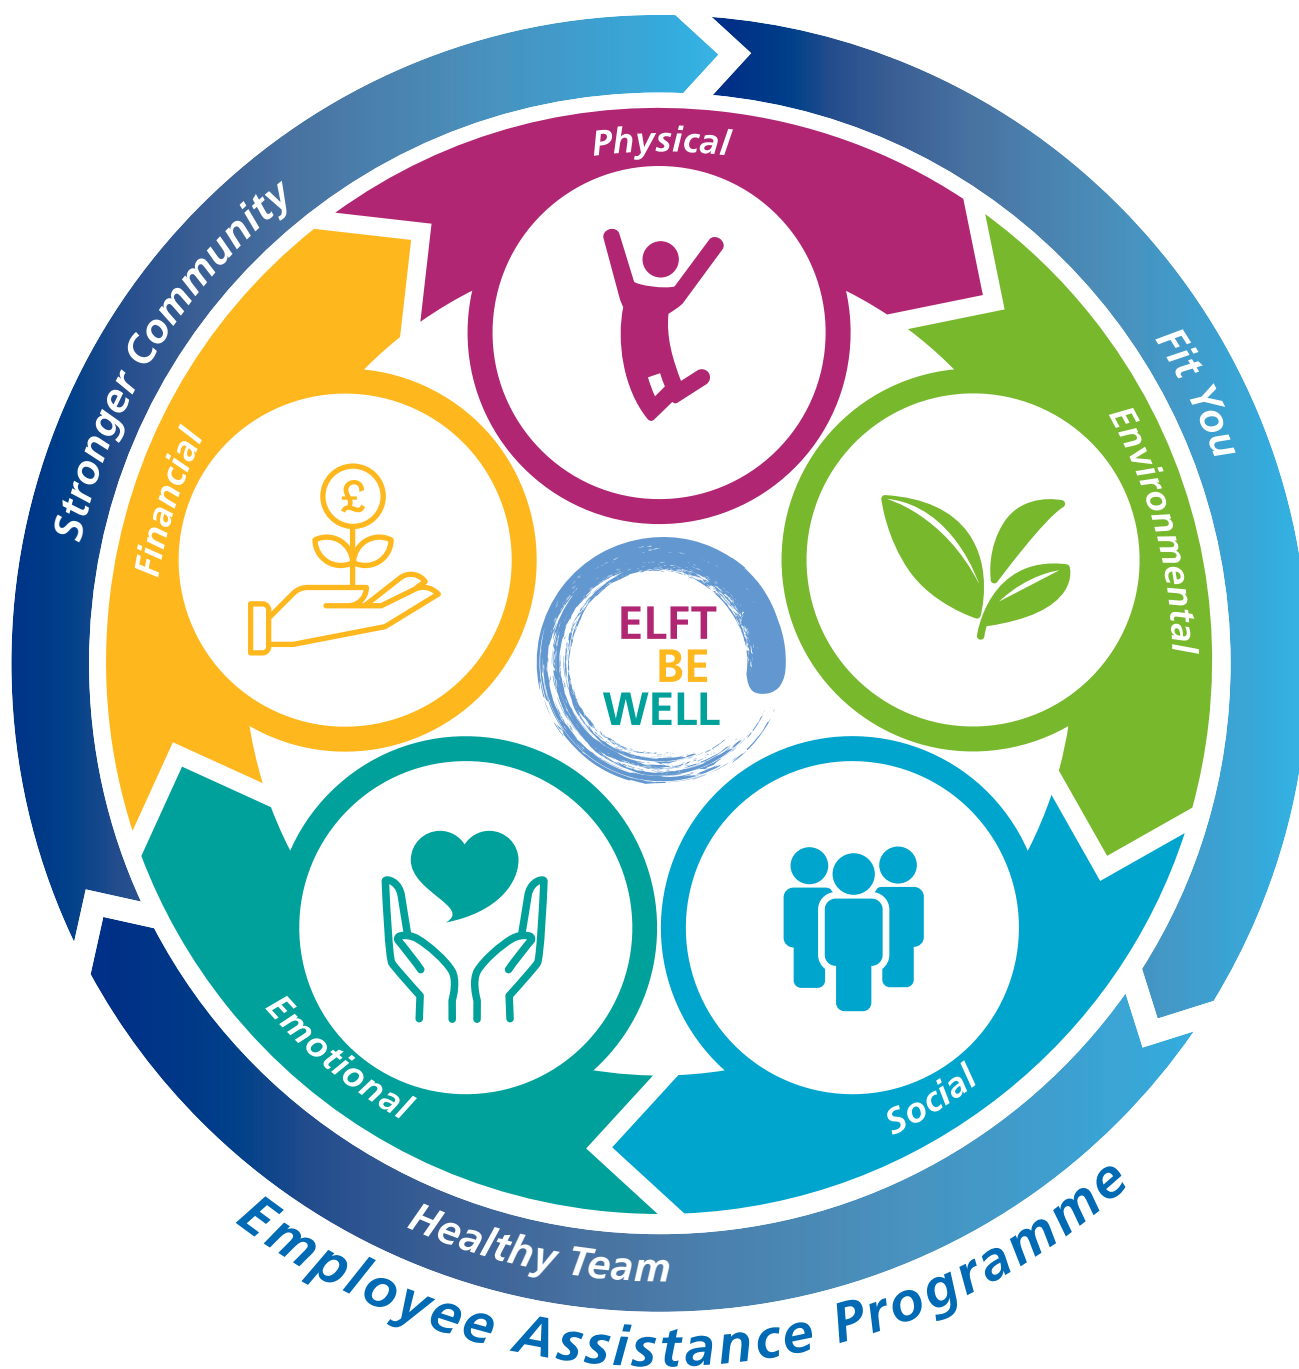 Physical
Stronger Community
Fit You
Financial
Environmental
£
ELFT
BE
WELL
Emotional
Social
Healthy Team
Employee Assistance Programme